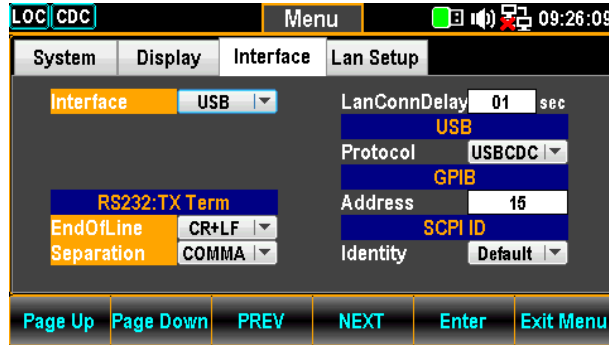 LOC CDC Menu 09:26:09
System Display Interface Lan Setup
Interface USB LanConnDelay 01 sec
USB
Protocol USBCDC
GPIB
RS232:TX Term Address 15
EndOfLine CR+LF SCPI ID
Separation COMMA Identity Default
Page Up Page Down PREV NEXT Enter Exit Menu